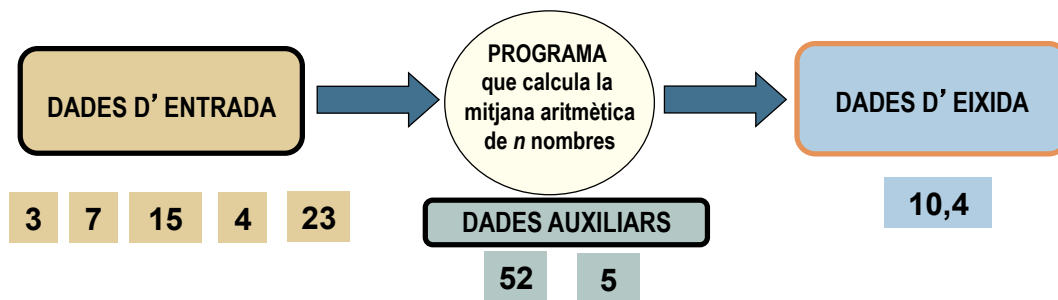 DADES D’ ENTRADA
PROGRAMA
que calcula la
mitjana aritmètica
de n nombres
DADES D’ EIXIDA
3 7 15 4 23
DADES AUXILIARS
52 5
10,4